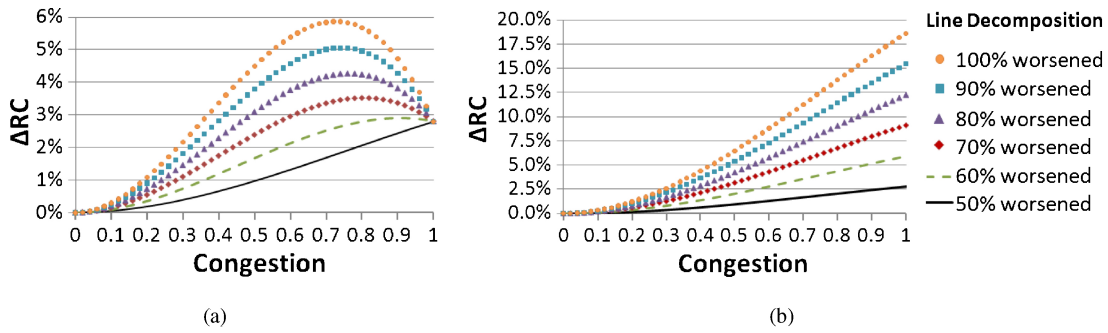 6%
5%
4%
3%
2%
1%
0%
ΔRC
0 0.1 0.2 0.3 0.4 0.5 0.6 0.7 0.8 0.9 1
Congestion
(a)
20.0%
17.5%
15.0%
12.5%
10.0%
7.5%
5.0%
2.5%
0.0%
ΔRC
0 0.1 0.2 0.3 0.4 0.5 0.6 0.7 0.8 0.9 1
Congestion
(b)
Line Decomposition
100% worsened
90% worsened
80% worsened
70% worsened
60% worsened
50% worsened